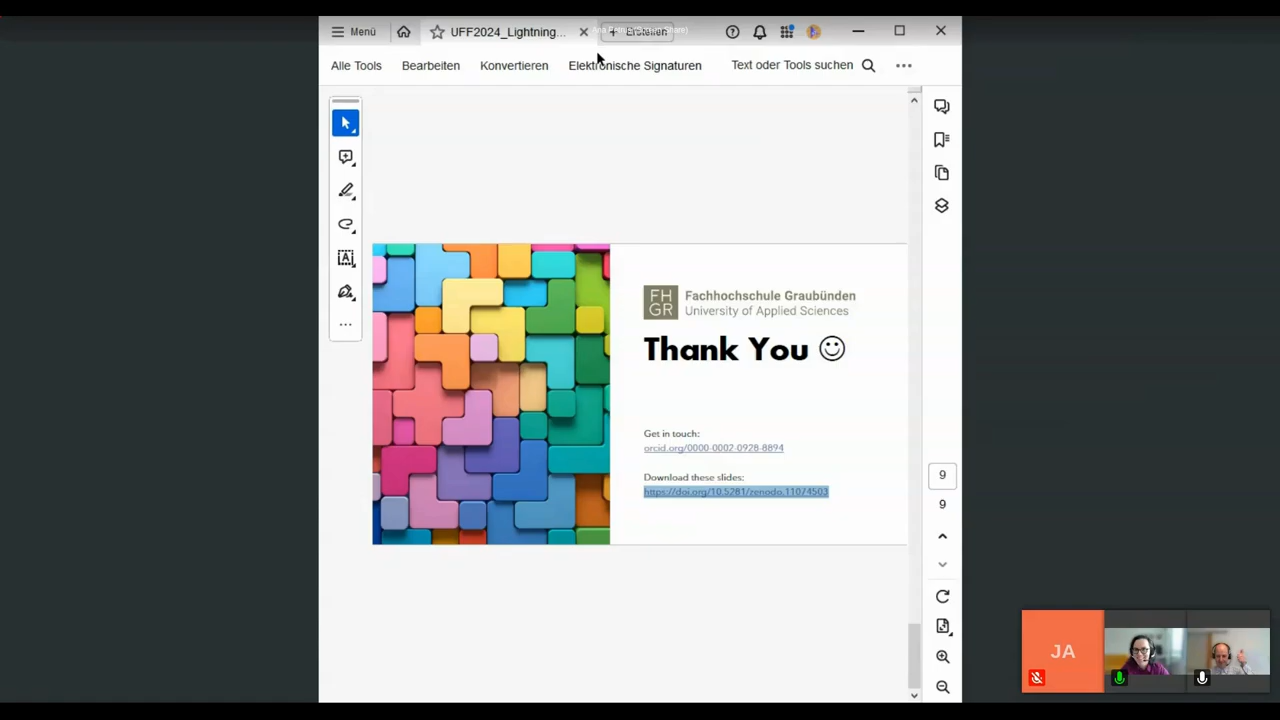 Menü
UFF2024_Lightning...
Erstellen
Alle Tools
Bearbeiten
Konvertieren
Elektronische Signaturen
Text oder Tools suchen
FH
GR
Fachhochschule Graubünden
University of Applied Sciences
Thank You ☺
Get in touch:
orcid.org/0000-0002-0928-8894
Download these slides:
https://doi.org/10.5281/zenodo.11074503
9
9
JA